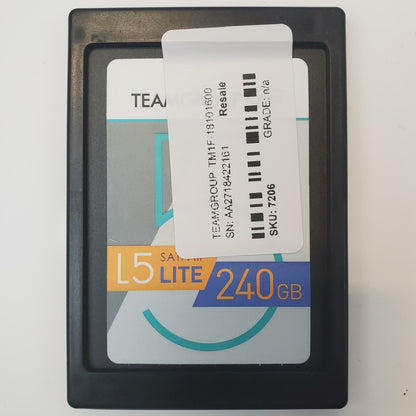 TEAMGROUP
L5
SATA III
LITE
240GB
TEAMGROUP TM1F-18101600
Resale
SN: AA2718422161
GRADE: n/a
SKU: 7206